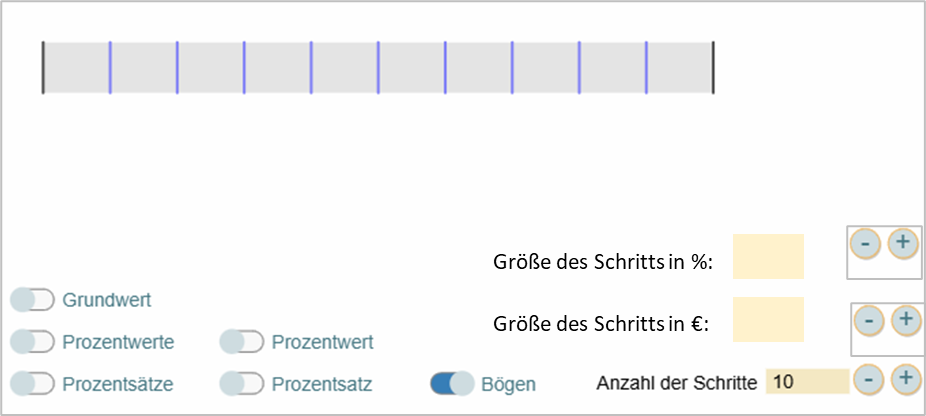 Größe des Schritts in %:
- +
Grundwert
Größe des Schritts in €:
- +
Prozentwerte
Prozentwert
Prozentsätze
Prozentsatz
Bögen
Anzahl der Schritte 10
- +